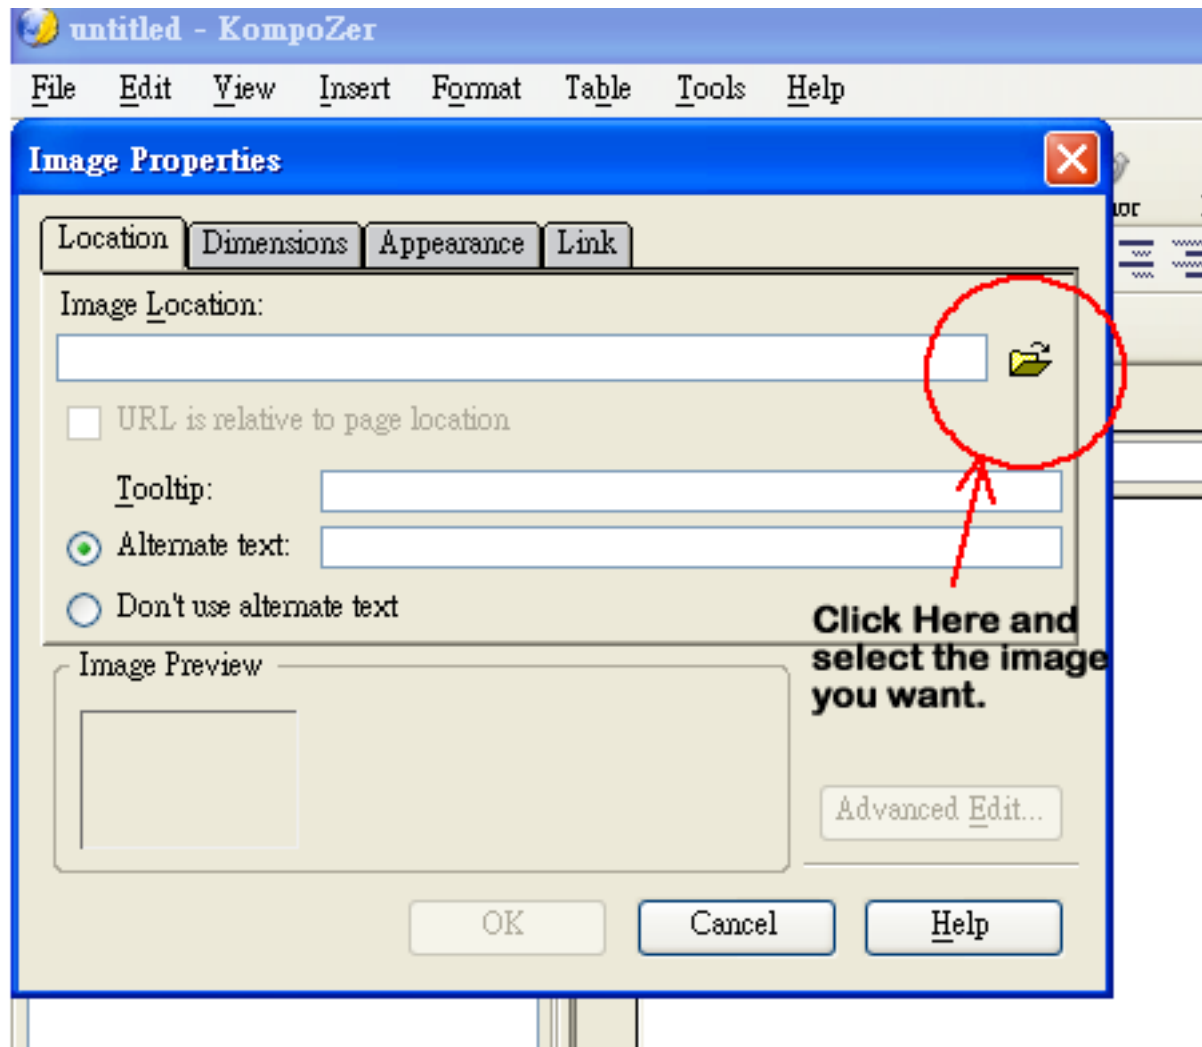 untitled - KompoZer
File Edit View Insert Format Table Tools Help
Image Properties
Location Dimensions Appearance Link
Image Location:
URL is relative to page location
Tooltip:
Alternate text:
Don't use alternate text
Click Here and
select the image
you want.
Image Preview
Advanced Edit...
OK Cancel Help